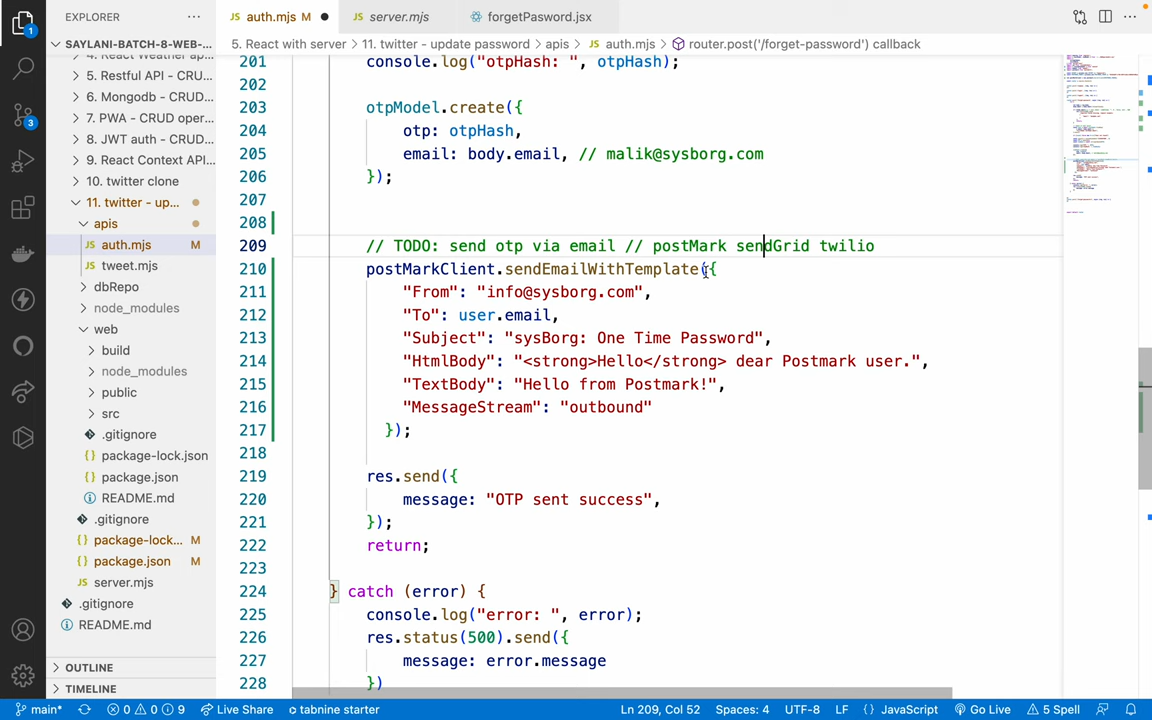 EXPLORER
auth.mjs M
server.mjs
forgetPasword.jsx
SAYLANI-BATCH-8-WEB-...
5. React with server > 11. twitter - update password > apis > auth.mjs > router.post('/forget-password') callback
4. React Weather ap...
5. Restful API - CRU...
6. Mongodb - CRUD...
7. PWA - CRUD oper...
8. JWT auth - CRUD...
9. React Context API...
10. twitter clone
11. twitter - up...
apis
auth.mjs M
tweet.mjs
dbRepo
node_modules
web
build
node_modules
public
src
.gitignore
package-lock.json
package.json
README.md
.gitignore
package-lock... M
package.json M
server.mjs
.gitignore
README.md
OUTLINE
TIMELINE
1
3
201 console.log("otpHash: ", otpHash);
202
203 otpModel.create({
204 otp: otpHash,
205 email: body.email, // malik@sysborg.com
206 });
207
208
209 // TODO: send otp via email // postMark sendGrid twilio
210 postMarkClient.sendEmailWithTemplate({
211 "From": "info@sysborg.com",
212 "To": user.email,
213 "Subject": "sysBorg: One Time Password",
214 "HtmlBody": "<strong>Hello</strong> dear Postmark user.",
215 "TextBody": "Hello from Postmark!",
216 "MessageStream": "outbound"
217 });
218
219 res.send({
220 message: "OTP sent success",
221 });
222 return;
223
224 } catch (error) {
225 console.log("error: ", error);
226 res.status(500).send({
227 message: error.message
228 })
main* 0 0 9 Live Share tabnine starter Ln 209, Col 52 Spaces: 4 UTF-8 LF {} JavaScript Go Live 5 Spell